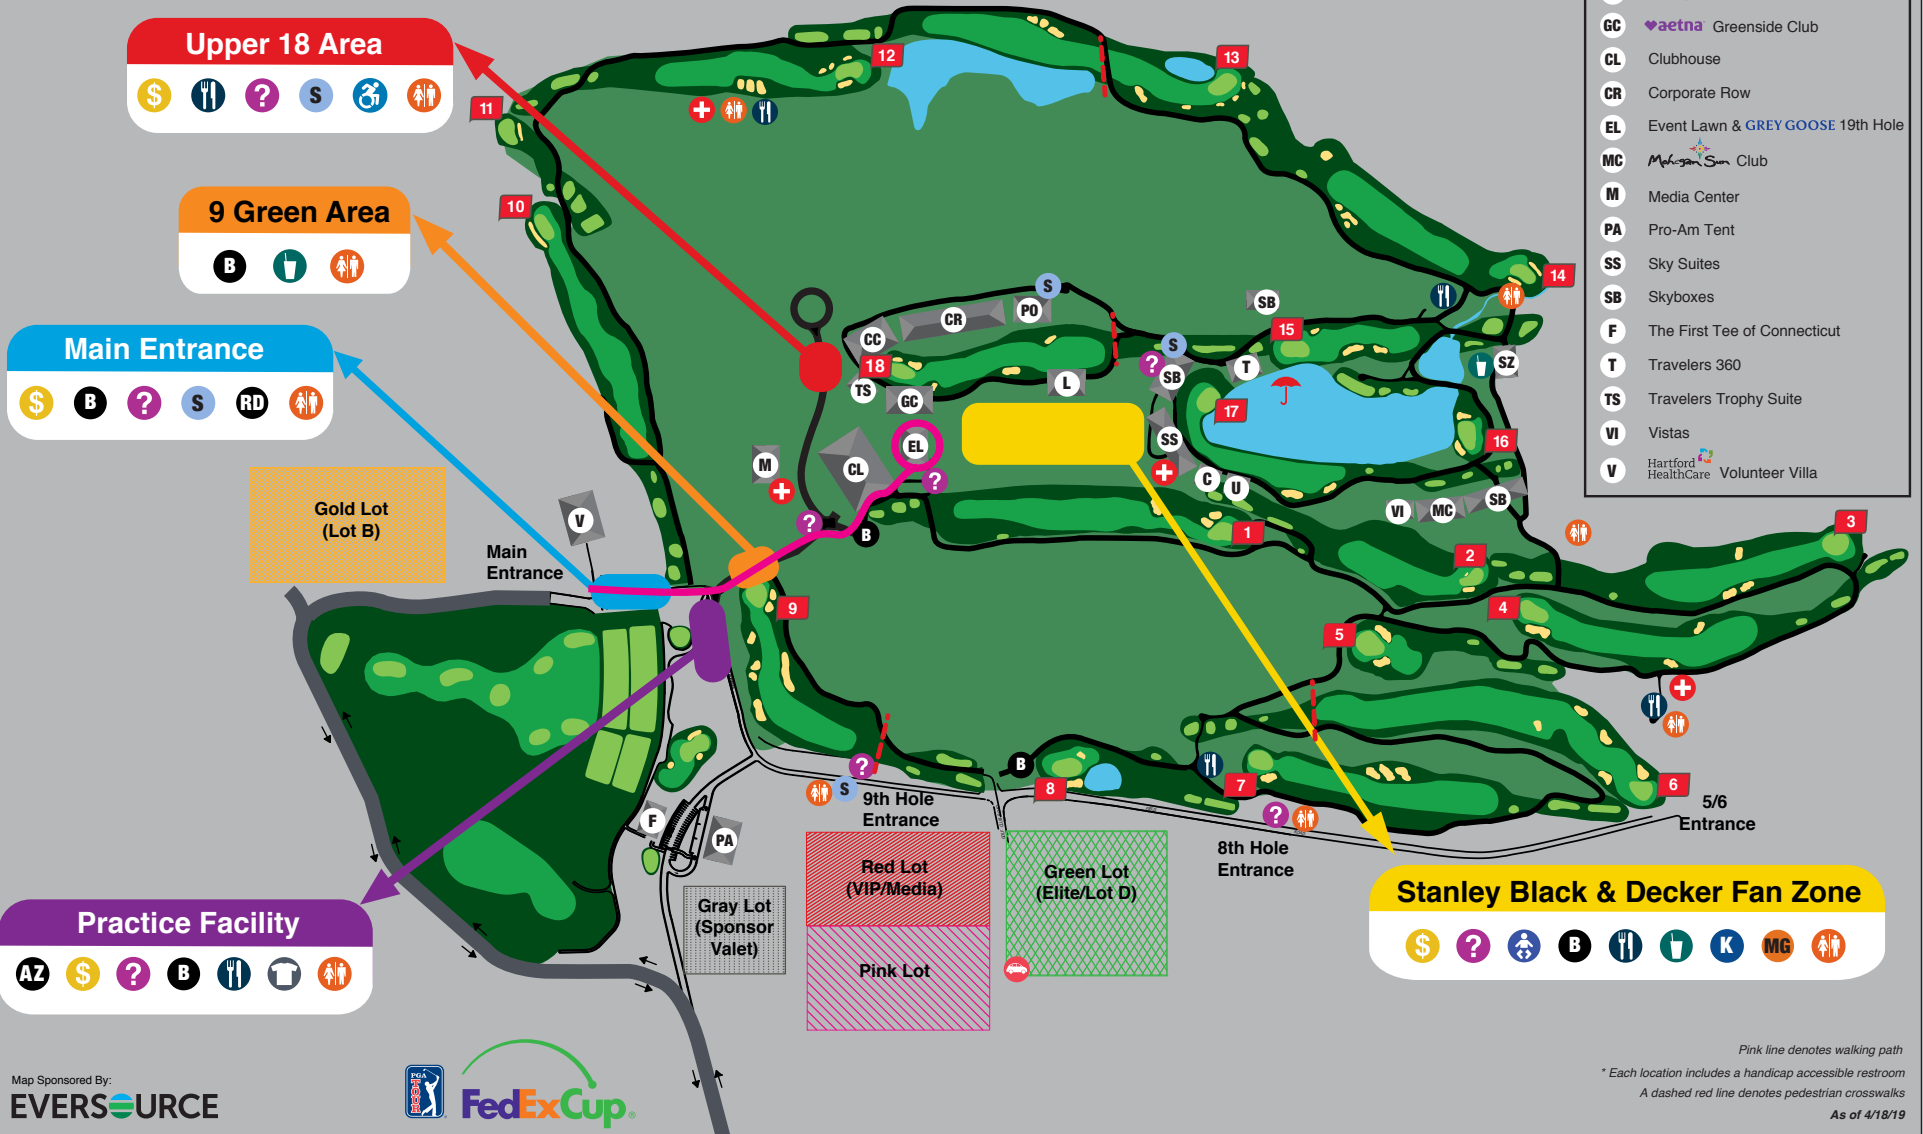 Upper 18 Area
$
?
S
9 Green Area
B
Main Entrance
$
B
?
S
RD
Gold Lot
(Lot B)
Main
Entrance
V
11
10
12
13
14
15
18
17
16
1
2
3
4
5
6
7
8
9
S
CR
PO
CC
TS
GC
L
SB
S
?
SB
T
SZ
SS
C
U
VI
MC
SB
M
CL
EL
?
?
B
B
?
S
9th Hole
Entrance
?
8th Hole
Entrance
5/6
Entrance
F
PA
Gray Lot
(Sponsor
Valet)
Red Lot
(VIP/Media)
Pink Lot
Green Lot
(Elite/Lot D)
Practice Facility
AZ
$
?
B
Stanley Black & Decker Fan Zone
$
?
B
K
MG
GC aetna Greenside Club
CL Clubhouse
CR Corporate Row
EL Event Lawn & GREY GOOSE 19th Hole
MC Mohegan Sun Club
M Media Center
PA Pro-Am Tent
SS Sky Suites
SB Skyboxes
F The First Tee of Connecticut
T Travelers 360
TS Travelers Trophy Suite
VI Vistas
V Hartford HealthCare Volunteer Villa
Map Sponsored By:
EVERSOURCE
PGA TOUR
FedExCup®
Pink line denotes walking path
* Each location includes a handicap accessible restroom
A dashed red line denotes pedestrian crosswalks
As of 4/18/19